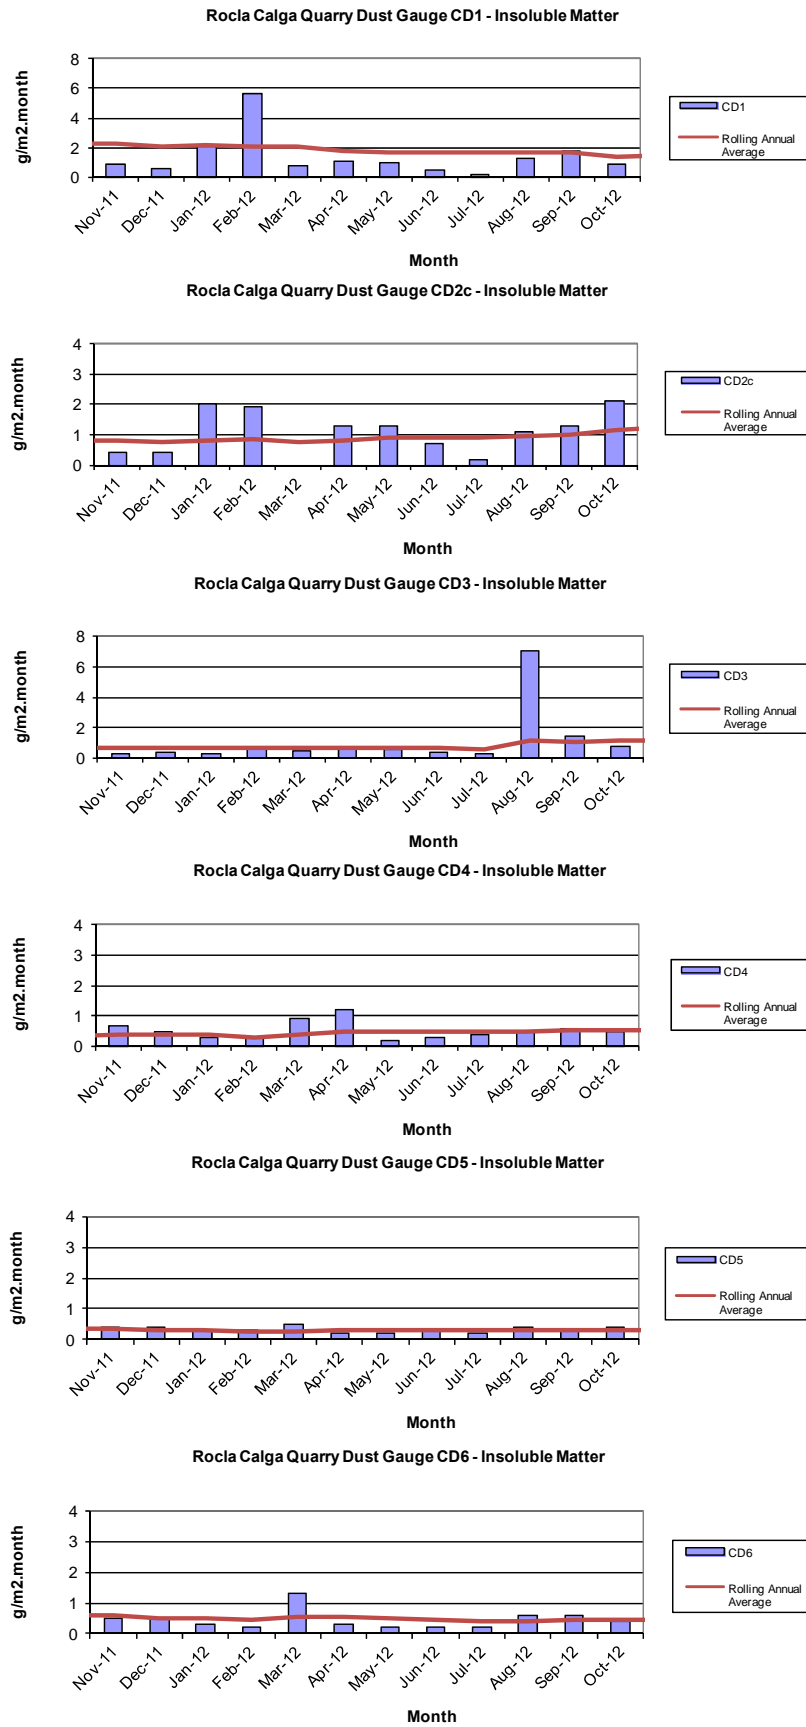 Rocla Calga Quarry Dust Gauge CD1 - Insoluble Matter
g/m2.month
8
6
4
2
0
Nov-11
Dec-11
Jan-12
Feb-12
Mar-12
Apr-12
May-12
Jun-12
Jul-12
Aug-12
Sep-12
Oct-12
Month
CD1
Rolling Annual
Average
Rocla Calga Quarry Dust Gauge CD2c - Insoluble Matter
g/m2.month
4
3
2
1
0
Nov-11
Dec-11
Jan-12
Feb-12
Mar-12
Apr-12
May-12
Jun-12
Jul-12
Aug-12
Sep-12
Oct-12
Month
CD2c
Rolling Annual
Average
Rocla Calga Quarry Dust Gauge CD3 - Insoluble Matter
g/m2.month
8
6
4
2
0
Nov-11
Dec-11
Jan-12
Feb-12
Mar-12
Apr-12
May-12
Jun-12
Jul-12
Aug-12
Sep-12
Oct-12
Month
CD3
Rolling Annual
Average
Rocla Calga Quarry Dust Gauge CD4 - Insoluble Matter
g/m2.month
4
3
2
1
0
Nov-11
Dec-11
Jan-12
Feb-12
Mar-12
Apr-12
May-12
Jun-12
Jul-12
Aug-12
Sep-12
Oct-12
Month
CD4
Rolling Annual
Average
Rocla Calga Quarry Dust Gauge CD5 - Insoluble Matter
g/m2.month
4
3
2
1
0
Nov-11
Dec-11
Jan-12
Feb-12
Mar-12
Apr-12
May-12
Jun-12
Jul-12
Aug-12
Sep-12
Oct-12
Month
CD5
Rolling Annual
Average
Rocla Calga Quarry Dust Gauge CD6 - Insoluble Matter
g/m2.month
4
3
2
1
0
Nov-11
Dec-11
Jan-12
Feb-12
Mar-12
Apr-12
May-12
Jun-12
Jul-12
Aug-12
Sep-12
Oct-12
Month
CD6
Rolling Annual
Average